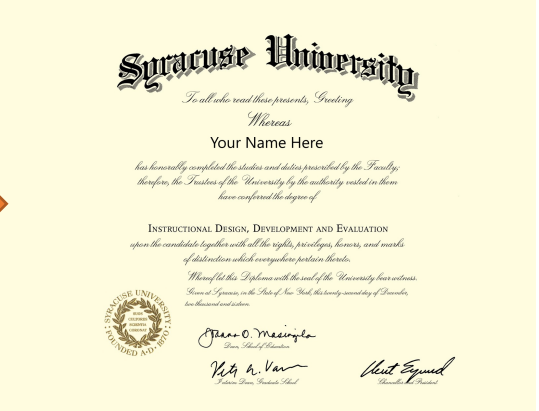 Syracuse University
To all who read these presents, Greeting
Whereas
Your Name Here
has honorably completed the studies and duties prescribed by the Faculty;
therefore, the Trustees of the University by the authority vested in them
have conferred the degree of
Instructional Design, Development and Evaluation
upon the candidate together with all the rights, privileges, honors, and marks
of distinction which everywhere pertain thereto.
Whereof let this Diploma with the seal of the University bear witness.
Given at Syracuse, in the State of New York, this twenty-second day of December,
two thousand and sixteen.
SYRACUSE UNIVERSITY
FOUNDED A·D·1870
SUOS
CULTORES
SCIENTIA
CORONAT
Dean, School of Education
Interim Dean, Graduate School
Chancellor and President